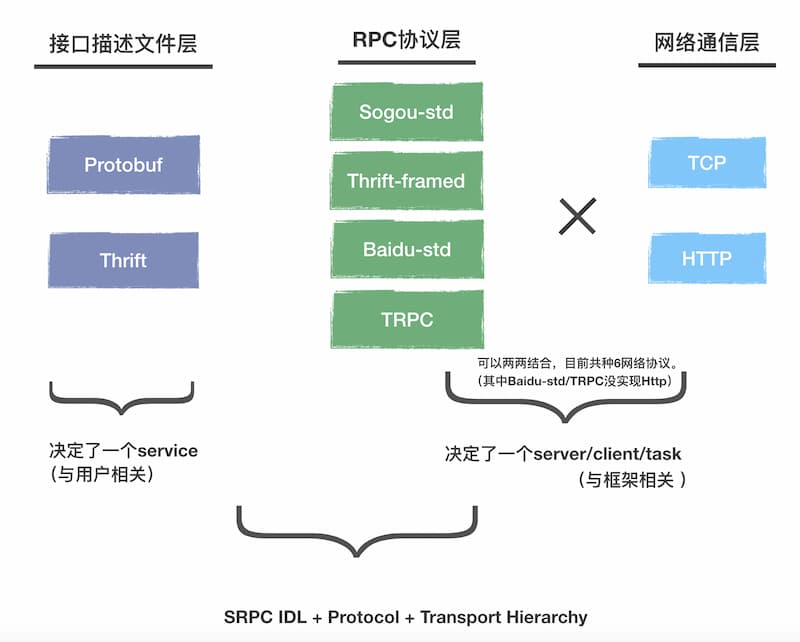 接口描述文件层
RPC协议层
网络通信层
Protobuf
Thrift
Sogou-std
Thrift-framed
Baidu-std
TRPC
TCP
HTTP
可以两两结合，目前共种6网络协议。
（其中Baidu-std/TRPC没实现Http）
决定了一个service
（与用户相关）
决定了一个server/client/task
（与框架相关 ）
SRPC IDL + Protocol + Transport Hierarchy